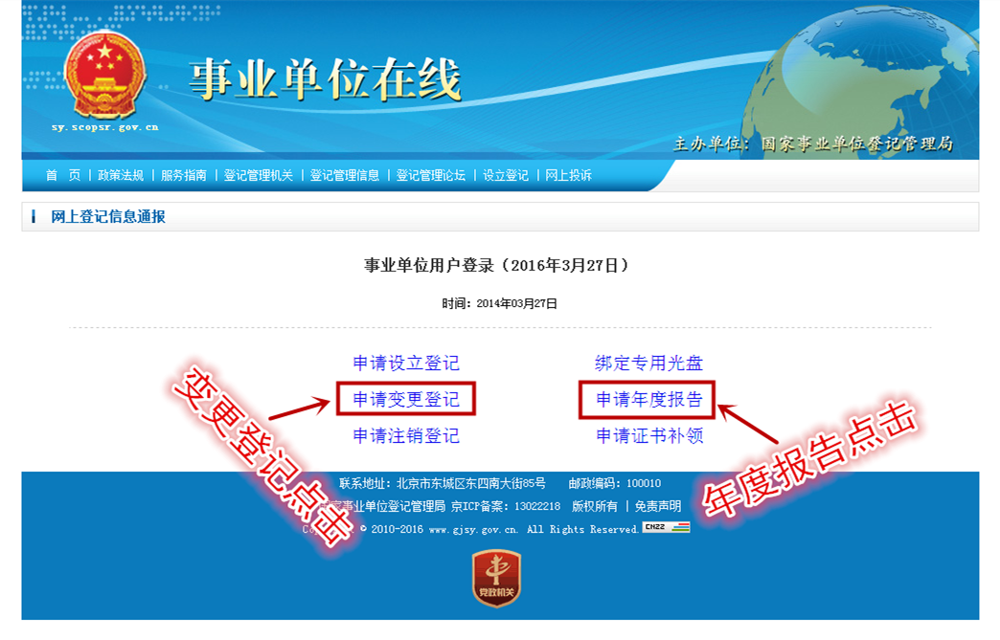 事业单位在线
sy.scopsr.gov.cn
主办单位：国家事业单位登记管理局
首 页 | 政策法规 | 服务指南 | 登记管理机关 | 登记管理信息 | 登记管理论坛 | 设立登记 | 网上投诉
网上登记信息通报
事业单位用户登录（2016年3月27日）
时间：2014年03月27日
申请设立登记 绑定专用光盘
申请变更登记 申请年度报告
申请注销登记 申请证书补领
变更登记点击
年度报告点击
联系地址：北京市东城区东四南大街85号 邮政编码：100010
家事业单位登记管理局 京ICP备案：13022218 版权所有 | 免责声明
© 2010-2016 www.gjsy.gov.cn. All Rights Reserved. CNZZ
党政机关